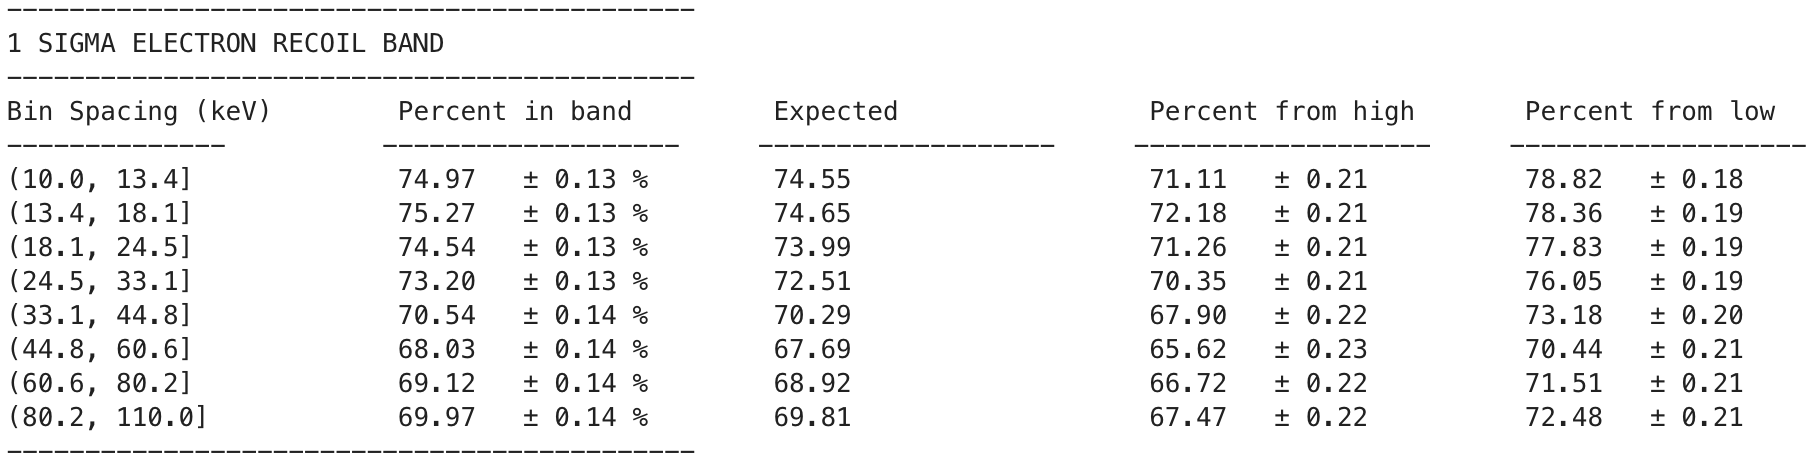 --------------------------------------------
1 SIGMA ELECTRON RECOIL BAND
--------------------------------------------
Bin Spacing (keV)        Percent in band         Expected                Percent from high       Percent from low
--------------          -------------------     -------------------     -------------------     -------------------
(10.0, 13.4]             74.97   ± 0.13 %        74.55                   71.11   ± 0.21          78.82   ± 0.18
(13.4, 18.1]             75.27   ± 0.13 %        74.65                   72.18   ± 0.21          78.36   ± 0.19
(18.1, 24.5]             74.54   ± 0.13 %        73.99                   71.26   ± 0.21          77.83   ± 0.19
(24.5, 33.1]             73.20   ± 0.13 %        72.51                   70.35   ± 0.21          76.05   ± 0.19
(33.1, 44.8]             70.54   ± 0.14 %        70.29                   67.90   ± 0.22          73.18   ± 0.20
(44.8, 60.6]             68.03   ± 0.14 %        67.69                   65.62   ± 0.23          70.44   ± 0.21
(60.6, 80.2]             69.12   ± 0.14 %        68.92                   66.72   ± 0.22          71.51   ± 0.21
(80.2, 110.0]            69.97   ± 0.14 %        69.81                   67.47   ± 0.22          72.48   ± 0.21
--------------------------------------------